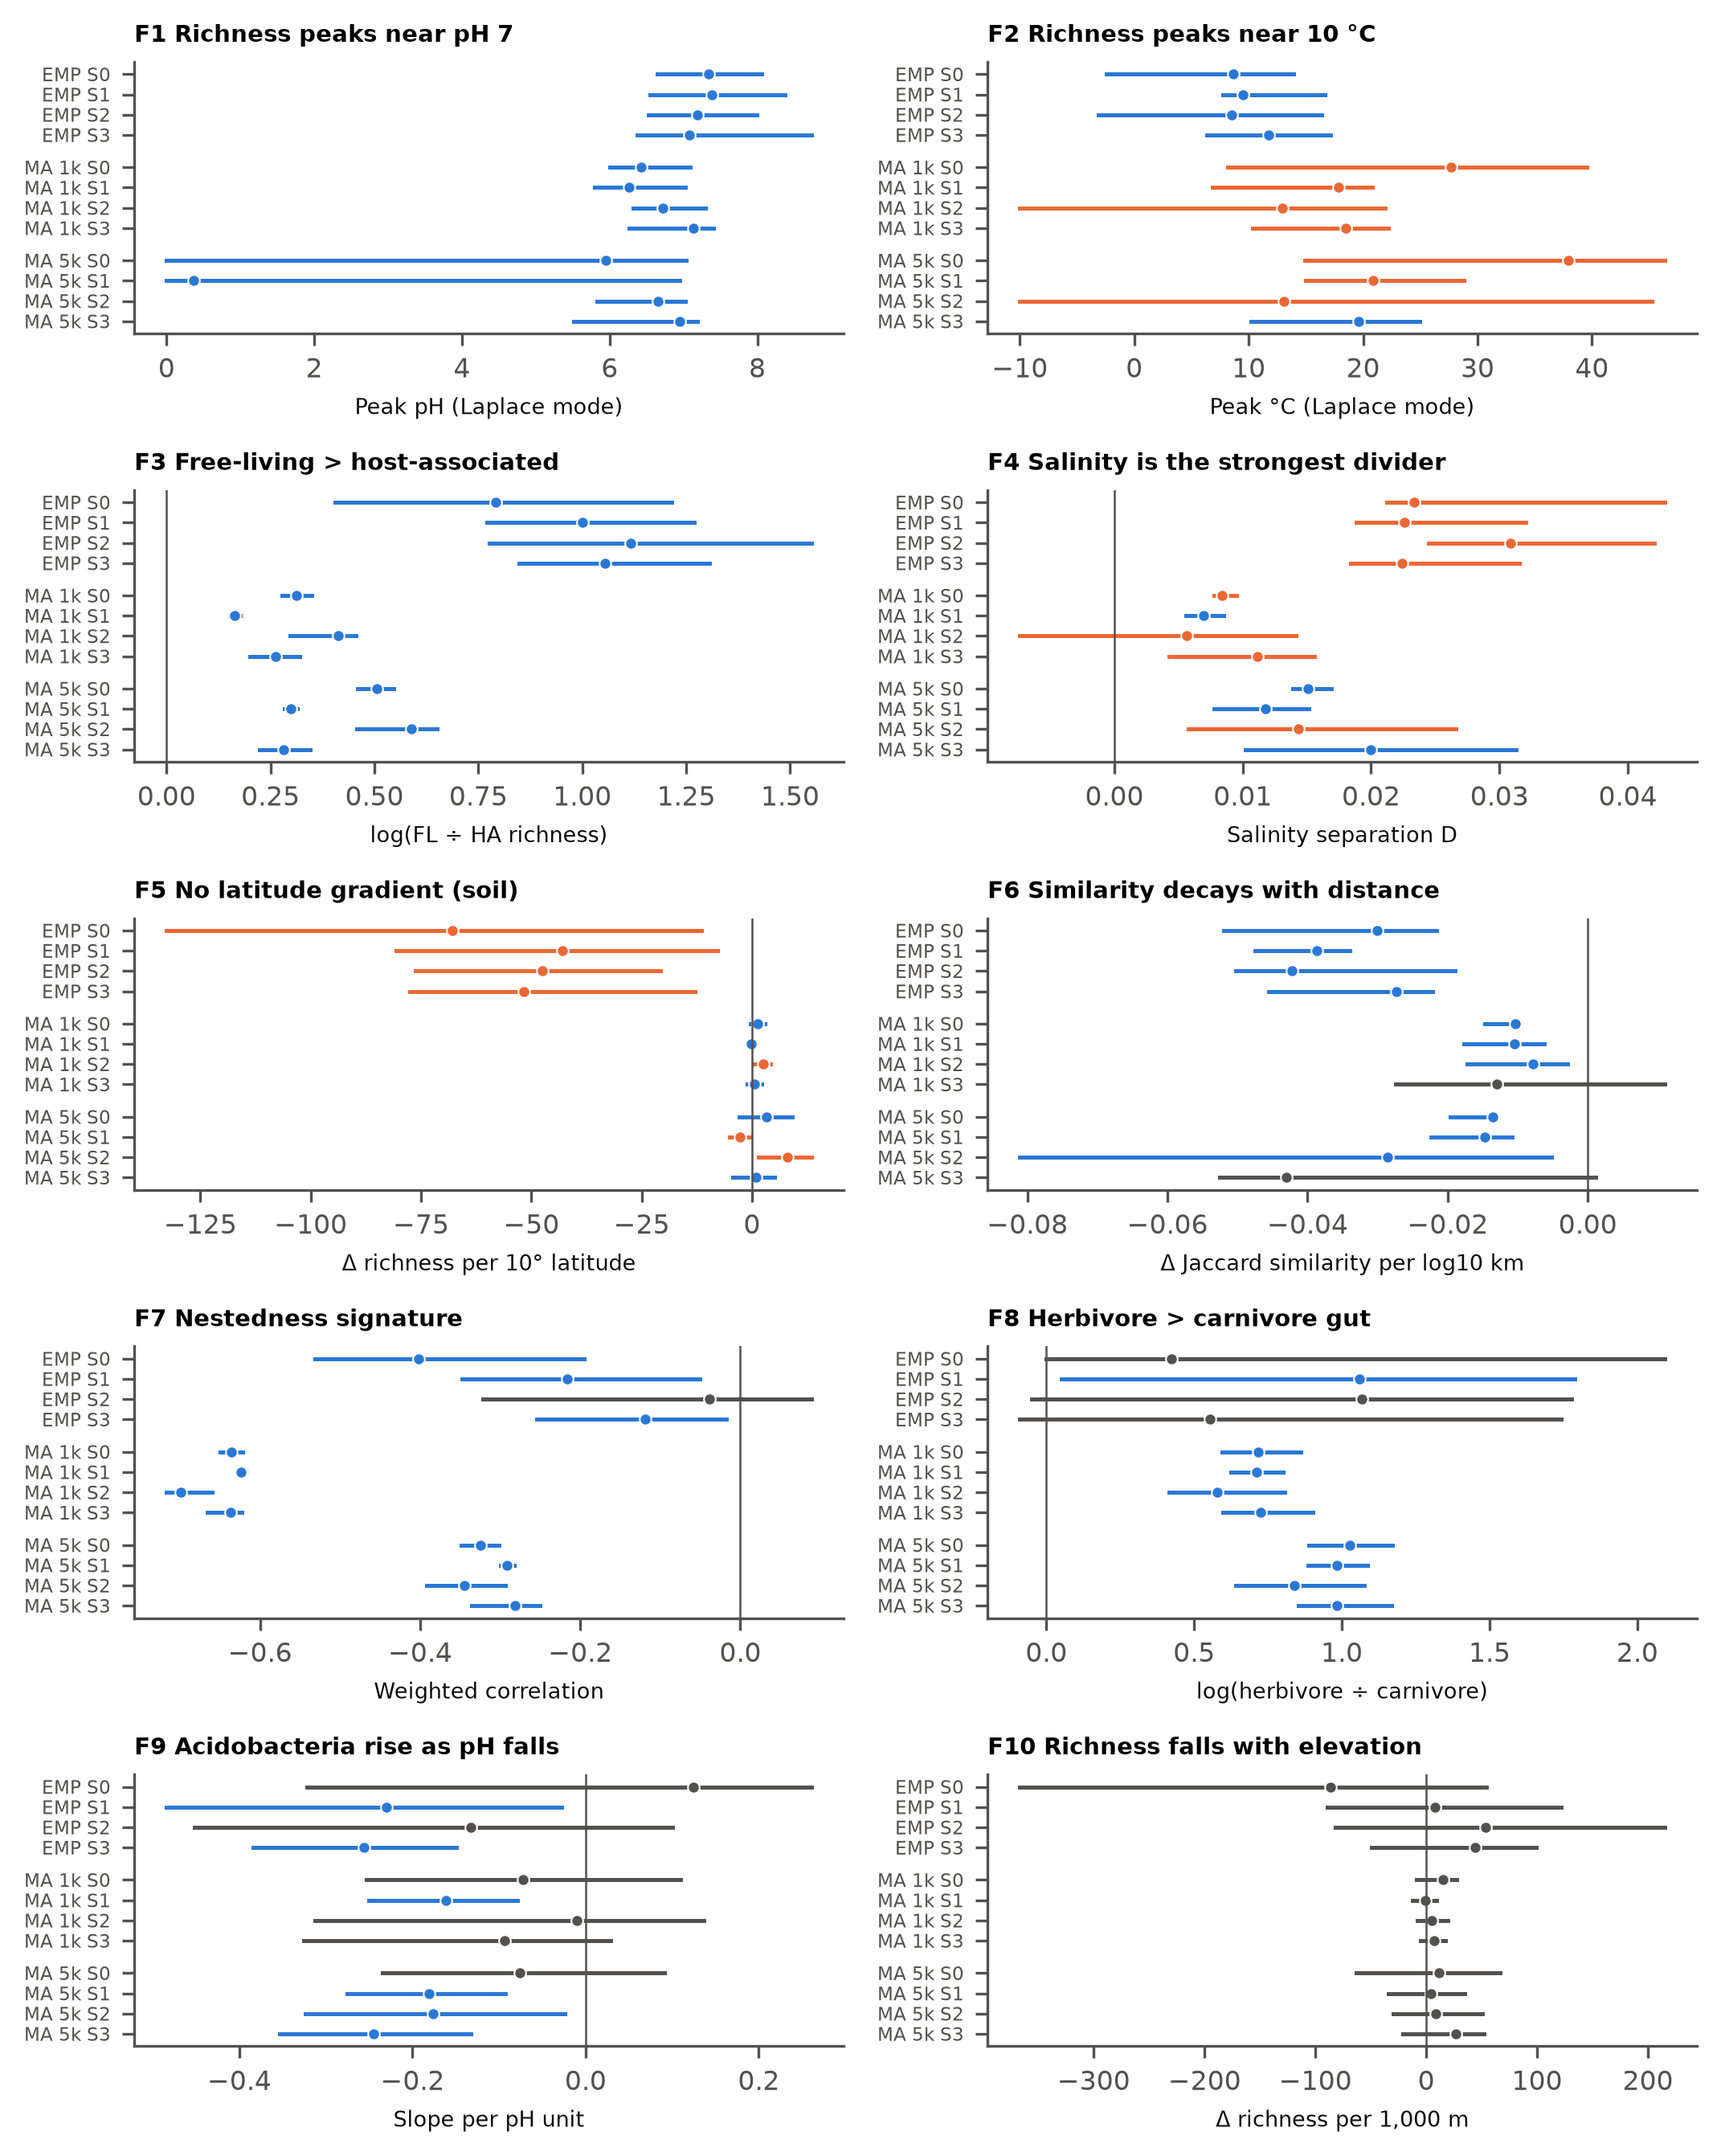 F1 Richness peaks near pH 7
EMP S0
EMP S1
EMP S2
EMP S3
MA 1k S0
MA 1k S1
MA 1k S2
MA 1k S3
MA 5k S0
MA 5k S1
MA 5k S2
MA 5k S3
0 2 4 6 8
Peak pH (Laplace mode)
F2 Richness peaks near 10 °C
EMP S0
EMP S1
EMP S2
EMP S3
MA 1k S0
MA 1k S1
MA 1k S2
MA 1k S3
MA 5k S0
MA 5k S1
MA 5k S2
MA 5k S3
−10 0 10 20 30 40
Peak °C (Laplace mode)
F3 Free-living > host-associated
EMP S0
EMP S1
EMP S2
EMP S3
MA 1k S0
MA 1k S1
MA 1k S2
MA 1k S3
MA 5k S0
MA 5k S1
MA 5k S2
MA 5k S3
0.00 0.25 0.50 0.75 1.00 1.25 1.50
log(FL ÷ HA richness)
F4 Salinity is the strongest divider
EMP S0
EMP S1
EMP S2
EMP S3
MA 1k S0
MA 1k S1
MA 1k S2
MA 1k S3
MA 5k S0
MA 5k S1
MA 5k S2
MA 5k S3
0.00 0.01 0.02 0.03 0.04
Salinity separation D
F5 No latitude gradient (soil)
EMP S0
EMP S1
EMP S2
EMP S3
MA 1k S0
MA 1k S1
MA 1k S2
MA 1k S3
MA 5k S0
MA 5k S1
MA 5k S2
MA 5k S3
−125 −100 −75 −50 −25 0
Δ richness per 10° latitude
F6 Similarity decays with distance
EMP S0
EMP S1
EMP S2
EMP S3
MA 1k S0
MA 1k S1
MA 1k S2
MA 1k S3
MA 5k S0
MA 5k S1
MA 5k S2
MA 5k S3
−0.08 −0.06 −0.04 −0.02 0.00
Δ Jaccard similarity per log10 km
F7 Nestedness signature
EMP S0
EMP S1
EMP S2
EMP S3
MA 1k S0
MA 1k S1
MA 1k S2
MA 1k S3
MA 5k S0
MA 5k S1
MA 5k S2
MA 5k S3
−0.6 −0.4 −0.2 0.0
Weighted correlation
F8 Herbivore > carnivore gut
EMP S0
EMP S1
EMP S2
EMP S3
MA 1k S0
MA 1k S1
MA 1k S2
MA 1k S3
MA 5k S0
MA 5k S1
MA 5k S2
MA 5k S3
0.0 0.5 1.0 1.5 2.0
log(herbivore ÷ carnivore)
F9 Acidobacteria rise as pH falls
EMP S0
EMP S1
EMP S2
EMP S3
MA 1k S0
MA 1k S1
MA 1k S2
MA 1k S3
MA 5k S0
MA 5k S1
MA 5k S2
MA 5k S3
−0.4 −0.2 0.0 0.2
Slope per pH unit
F10 Richness falls with elevation
EMP S0
EMP S1
EMP S2
EMP S3
MA 1k S0
MA 1k S1
MA 1k S2
MA 1k S3
MA 5k S0
MA 5k S1
MA 5k S2
MA 5k S3
−300 −200 −100 0 100 200
Δ richness per 1,000 m